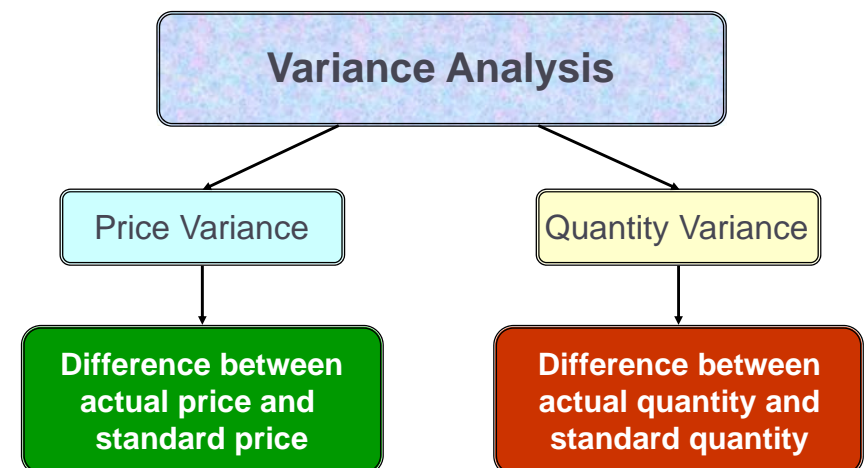 Variance Analysis
Price Variance
Quantity Variance
Difference between
actual price and
standard price
Difference between
actual quantity and
standard quantity